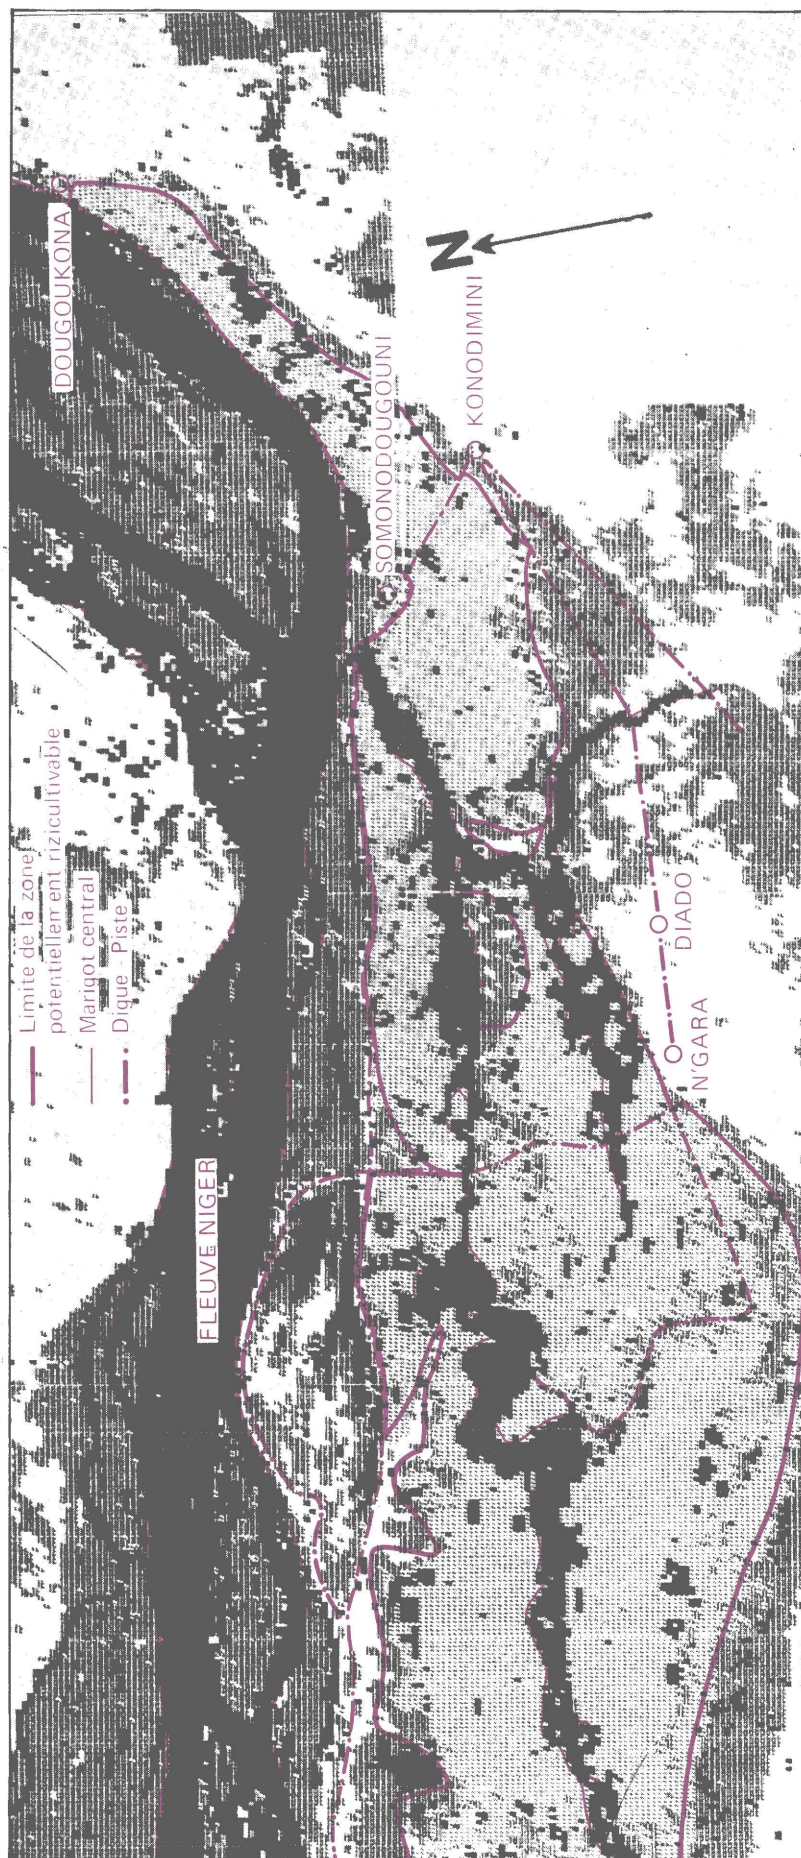 Limite de la zone
potentiellement rizicultivable
Marigot central
Digue - Piste
FLEUVE NIGER
DOUGOUKONA
SOMONODOUGOUNI
KONODIMINI
N
DIADO
N'GARA